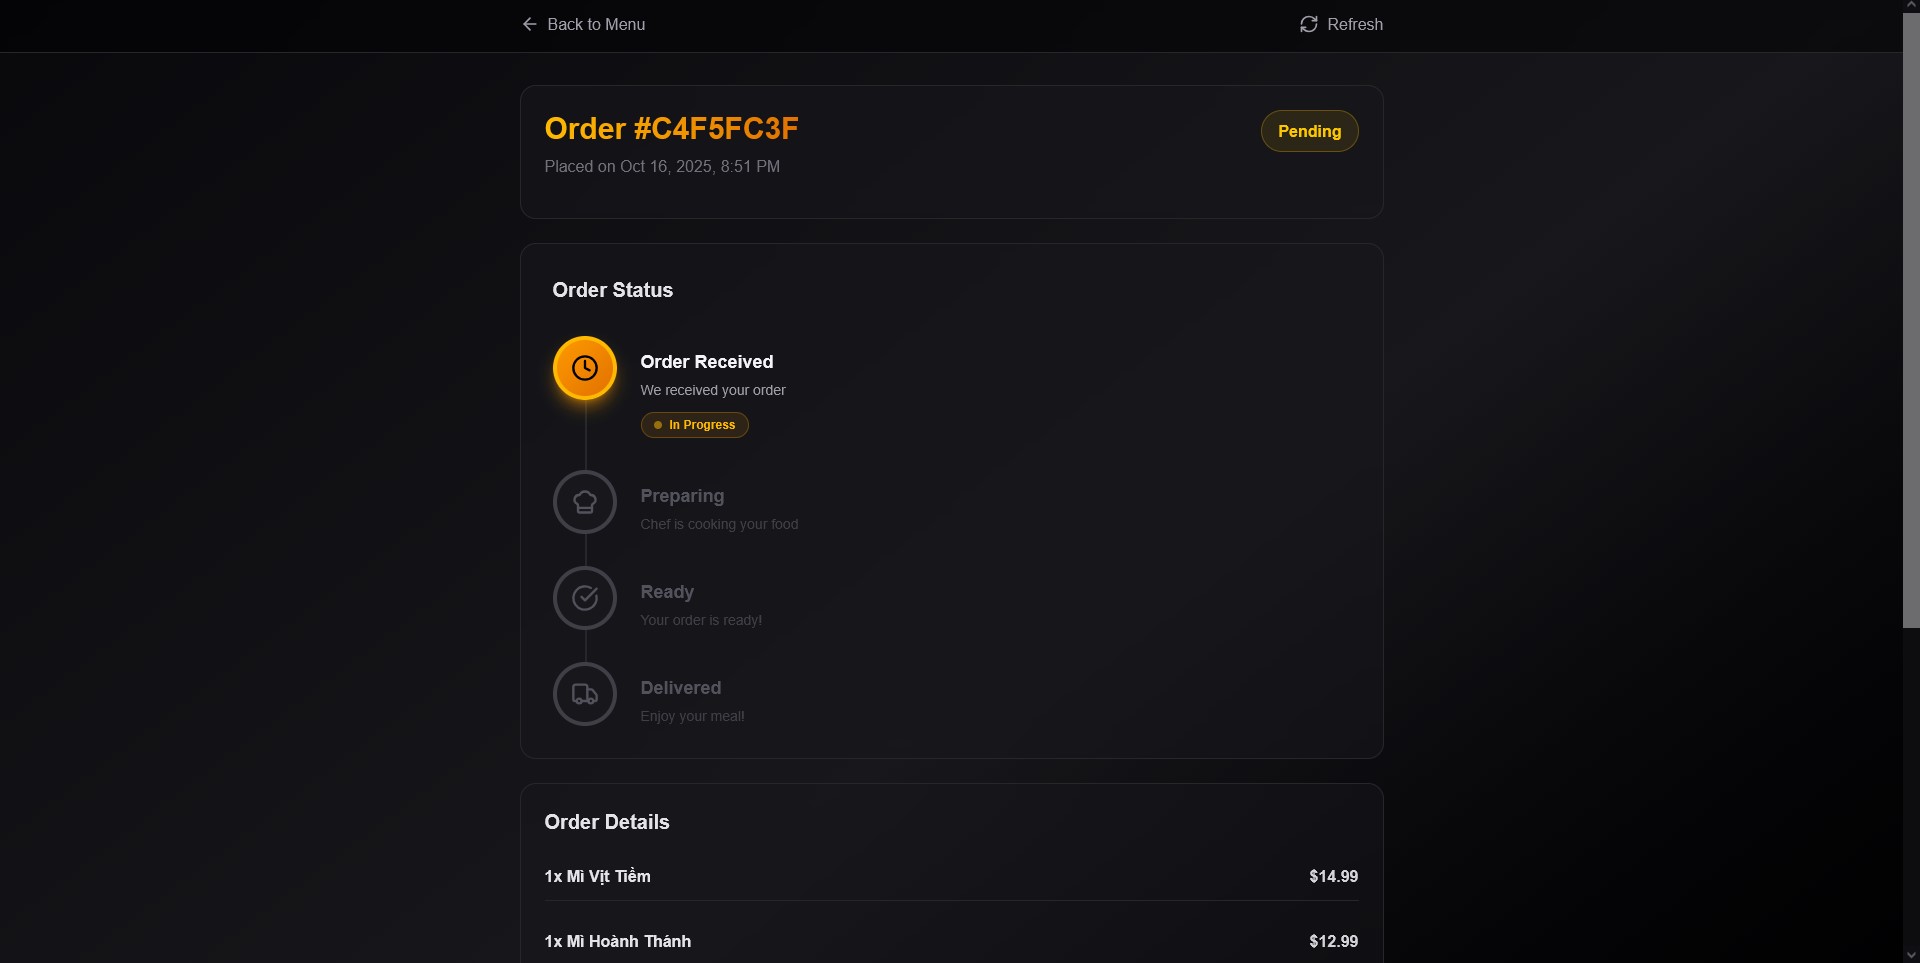 Back to Menu
Refresh
Order #C4F5FC3F
Pending
Placed on Oct 16, 2025, 8:51 PM
Order Status
Order Received
We received your order
In Progress
Preparing
Chef is cooking your food
Ready
Your order is ready!
Delivered
Enjoy your meal!
Order Details
1x Mì Vịt Tiềm
$14.99
1x Mì Hoành Thánh
$12.99